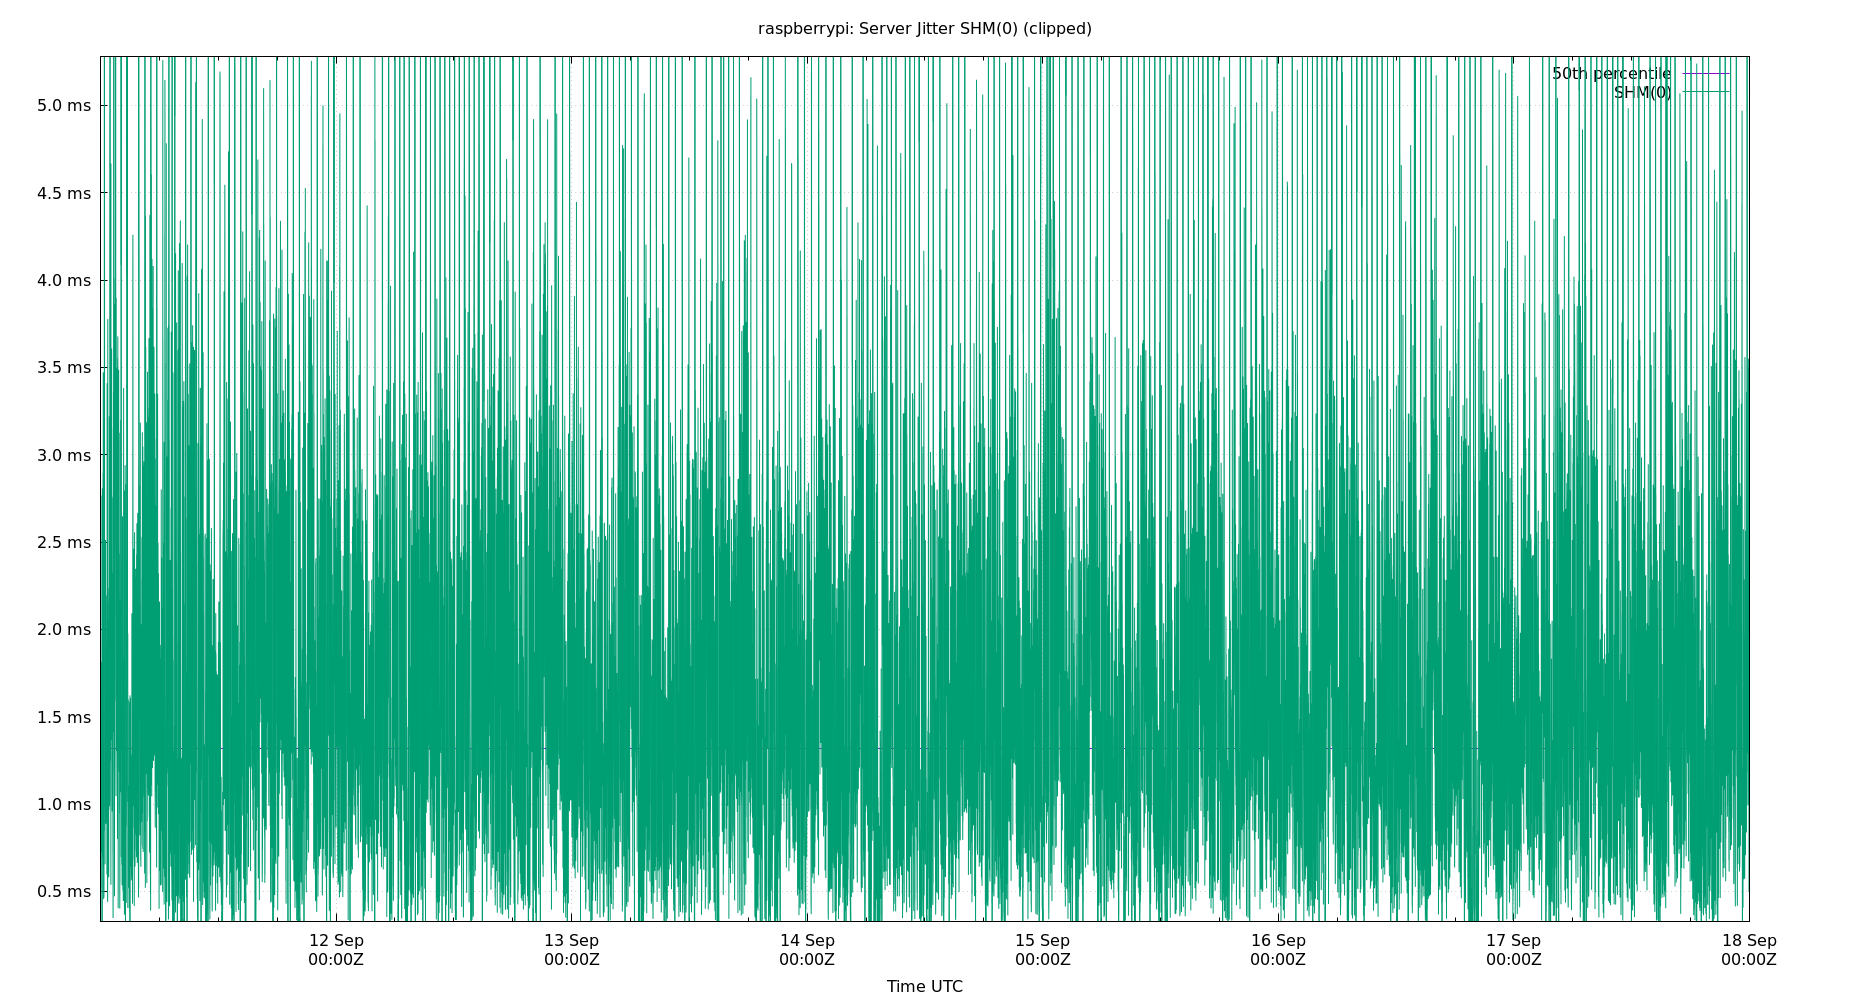 raspberrypi: Server Jitter SHM(0) (clipped)
50th percentile
SHM(0)
5.0 ms
4.5 ms
4.0 ms
3.5 ms
3.0 ms
2.5 ms
2.0 ms
1.5 ms
1.0 ms
0.5 ms
12 Sep 13 Sep 14 Sep 15 Sep 16 Sep 17 Sep 18 Sep
00:00Z 00:00Z 00:00Z 00:00Z 00:00Z 00:00Z 00:00Z
Time UTC